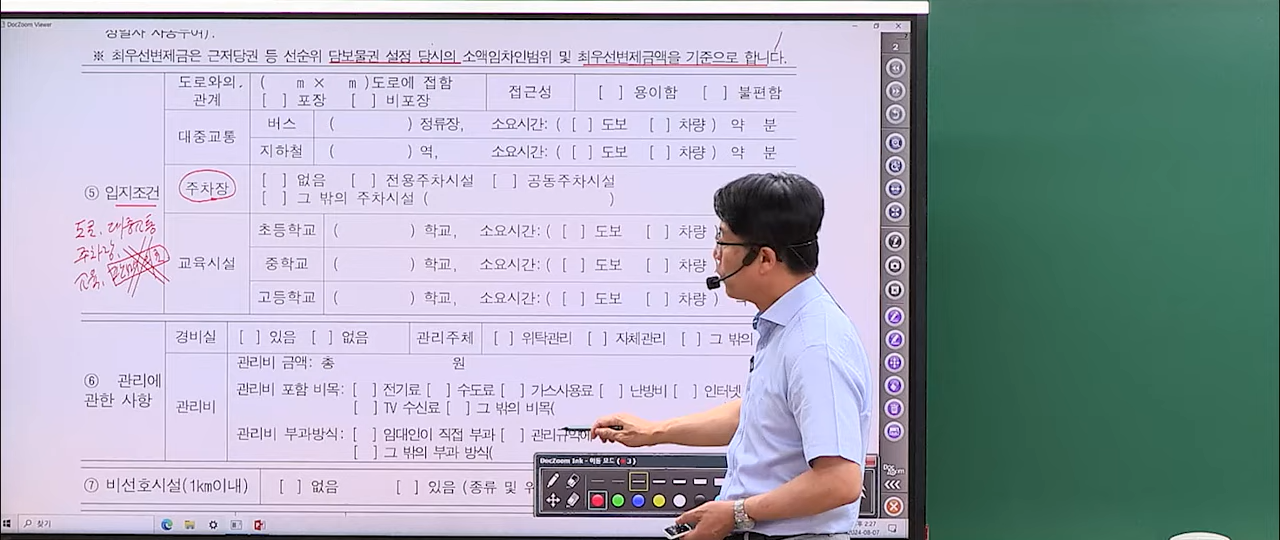 DocZoom Viewer
※ 최우선변제금은 근저당권 등 선순위 담보물권 설정 당시의 소액임차인범위 및 최우선변제금액을 기준으로 합니다.
⑤ 입지조건
도로와의 관계
( m × m )도로에 접함
[ ] 포장 [ ] 비포장
접근성
[ ] 용이함 [ ] 불편함
대중교통
버스
( ) 정류장, 소요시간: ( [ ] 도보 [ ] 차량 ) 약 분
지하철
( ) 역, 소요시간: ( [ ] 도보 [ ] 차량 ) 약 분
주차장
[ ] 없음 [ ] 전용주차시설 [ ] 공동주차시설
[ ] 그 밖의 주차시설 ( )
교육시설
초등학교
( ) 학교, 소요시간: ( [ ] 도보 [ ] 차량
중학교
( ) 학교, 소요시간: ( [ ] 도보 [ ] 차량
고등학교
( ) 학교, 소요시간: ( [ ] 도보 [ ] 차량 )
도로, 대중교통
주차장,
교육,
⑥ 관리에 관한 사항
경비실
[ ] 있음 [ ] 없음
관리주체
[ ] 위탁관리 [ ] 자체관리 [ ] 그 밖의
관리비
관리비 금액: 총 원
관리비 포함 비목: [ ] 전기료 [ ] 수도료 [ ] 가스사용료 [ ] 난방비 [ ] 인터넷
[ ] TV 수신료 [ ] 그 밖의 비목(
관리비 부과방식: [ ] 임대인이 직접 부과 [ ] 관리규약에
[ ] 그 밖의 부과 방식(
⑦ 비선호시설(1km이내)
[ ] 없음 [ ] 있음 (종류 및 위
DocZoom Ink - 이동 모드
찾기
2
2:27
2024-08-07